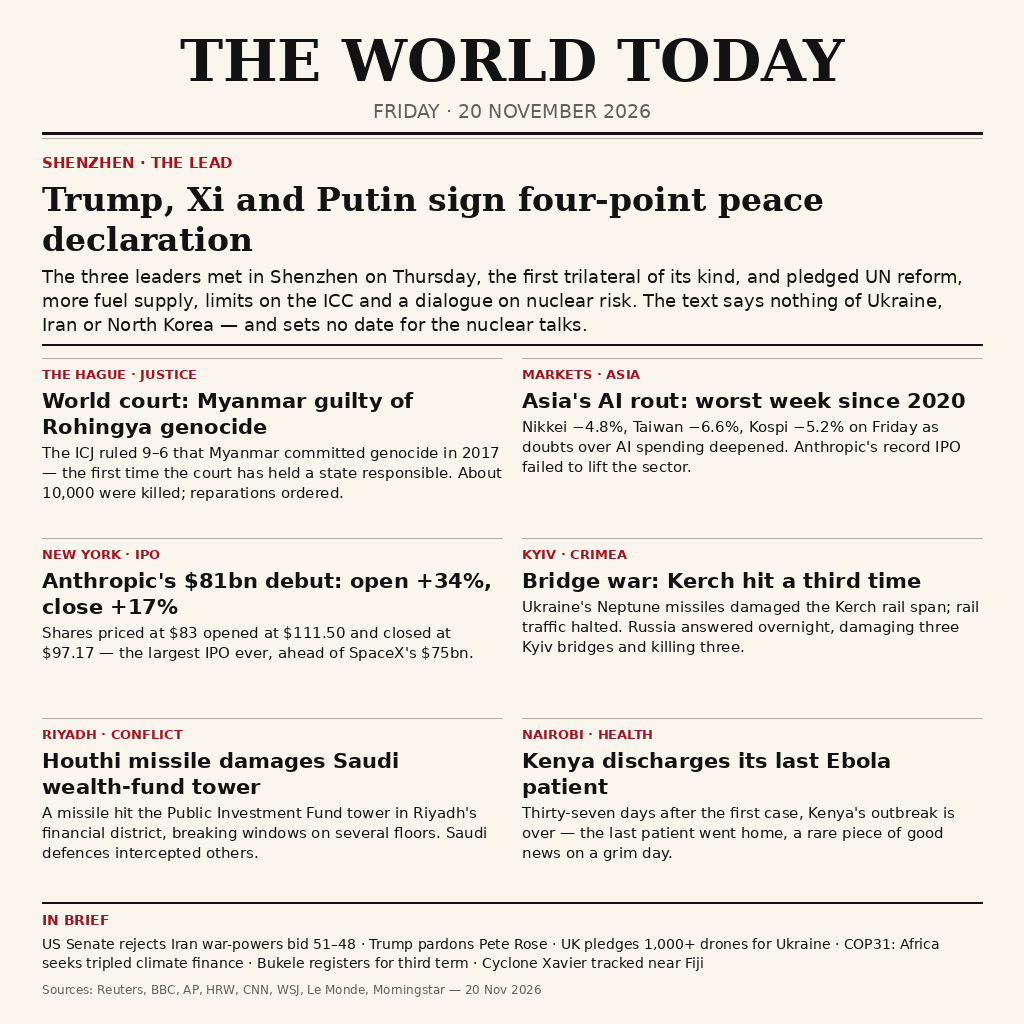 THE WORLD TODAY
FRIDAY · 20 NOVEMBER 2026
SHENZHEN · THE LEAD
Trump, Xi and Putin sign four-point peace
declaration
The three leaders met in Shenzhen on Thursday, the first trilateral of its kind, and pledged UN reform,
more fuel supply, limits on the ICC and a dialogue on nuclear risk. The text says nothing of Ukraine,
Iran or North Korea — and sets no date for the nuclear talks.
THE HAGUE · JUSTICE
World court: Myanmar guilty of
Rohingya genocide
The ICJ ruled 9–6 that Myanmar committed genocide in 2017
— the first time the court has held a state responsible. About
10,000 were killed; reparations ordered.
MARKETS · ASIA
Asia's AI rout: worst week since 2020
Nikkei −4.8%, Taiwan −6.6%, Kospi −5.2% on Friday as
doubts over AI spending deepened. Anthropic's record IPO
failed to lift the sector.
NEW YORK · IPO
Anthropic's $81bn debut: open +34%,
close +17%
Shares priced at $83 opened at $111.50 and closed at
$97.17 — the largest IPO ever, ahead of SpaceX's $75bn.
KYIV · CRIMEA
Bridge war: Kerch hit a third time
Ukraine's Neptune missiles damaged the Kerch rail span; rail
traffic halted. Russia answered overnight, damaging three
Kyiv bridges and killing three.
RIYADH · CONFLICT
Houthi missile damages Saudi
wealth-fund tower
A missile hit the Public Investment Fund tower in Riyadh's
financial district, breaking windows on several floors. Saudi
defences intercepted others.
NAIROBI · HEALTH
Kenya discharges its last Ebola
patient
Thirty-seven days after the first case, Kenya's outbreak is
over — the last patient went home, a rare piece of good
news on a grim day.
IN BRIEF
US Senate rejects Iran war-powers bid 51–48 · Trump pardons Pete Rose · UK pledges 1,000+ drones for Ukraine · COP31: Africa
seeks tripled climate finance · Bukele registers for third term · Cyclone Xavier tracked near Fiji
Sources: Reuters, BBC, AP, HRW, CNN, WSJ, Le Monde, Morningstar — 20 Nov 2026